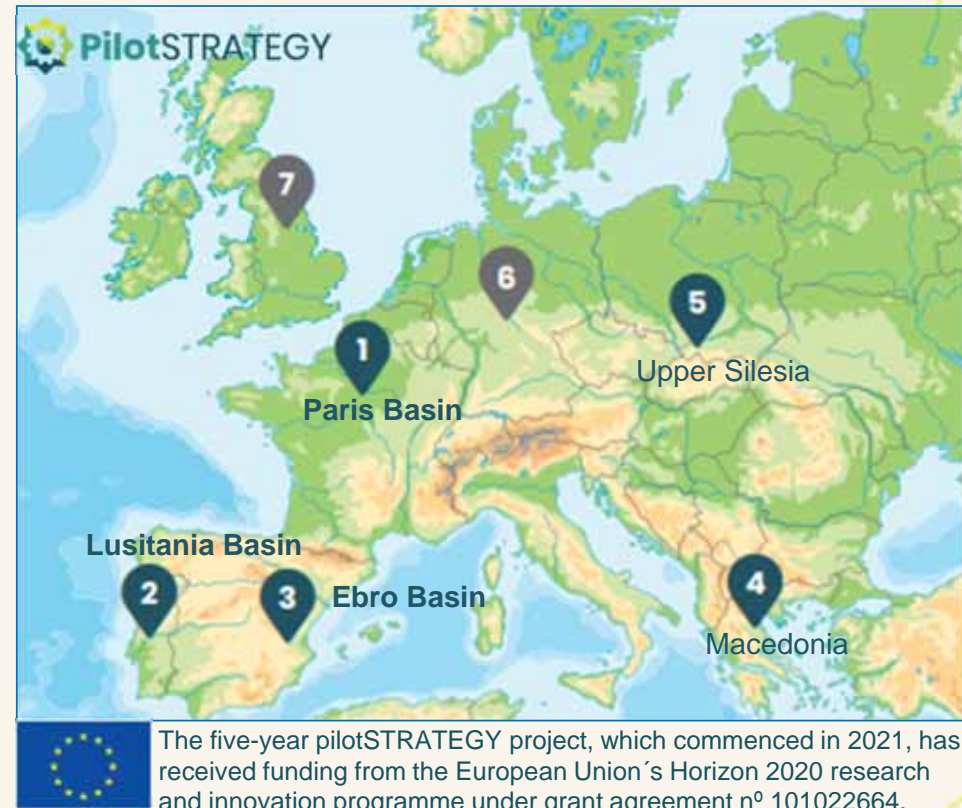 PilotSTRATEGY
7
6
5
1
Upper Silesia
Paris Basin
Lusitania Basin
2
3
Ebro Basin
4
Macedonia
The five-year pilotSTRATEGY project, which commenced in 2021, has
received funding from the European Union´s Horizon 2020 research
and innovation programme under grant agreement nº 101022664.